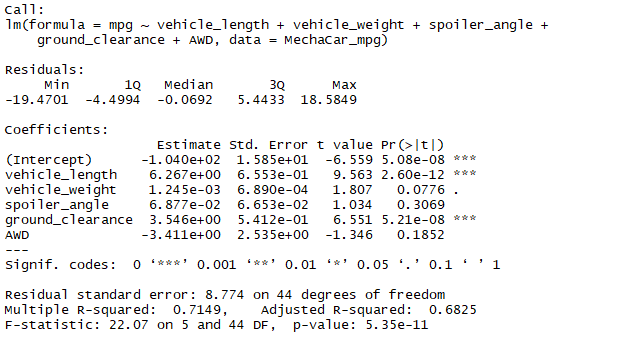 Call:
lm(formula = mpg ~ vehicle_length + vehicle_weight + spoiler_angle +
    ground_clearance + AWD, data = MechaCar_mpg)

Residuals:
     Min       1Q   Median       3Q      Max
-19.4701  -4.4994  -0.0692   5.4433  18.5849

Coefficients:
                   Estimate Std. Error t value Pr(>|t|)
(Intercept)      -1.040e+02  1.585e+01  -6.559 5.08e-08 ***
vehicle_length    6.267e+00  6.553e-01   9.563 2.60e-12 ***
vehicle_weight    1.245e-03  6.890e-04   1.807   0.0776 .
spoiler_angle     6.877e-02  6.653e-02   1.034   0.3069
ground_clearance  3.546e+00  5.412e-01   6.551 5.21e-08 ***
AWD              -3.411e+00  2.535e+00  -1.346   0.1852
---
Signif. codes:  0 ‘***’ 0.001 ‘**’ 0.01 ‘*’ 0.05 ‘.’ 0.1 ‘ ’ 1

Residual standard error: 8.774 on 44 degrees of freedom
Multiple R-squared:  0.7149,    Adjusted R-squared:  0.6825
F-statistic: 22.07 on 5 and 44 DF,  p-value: 5.35e-11